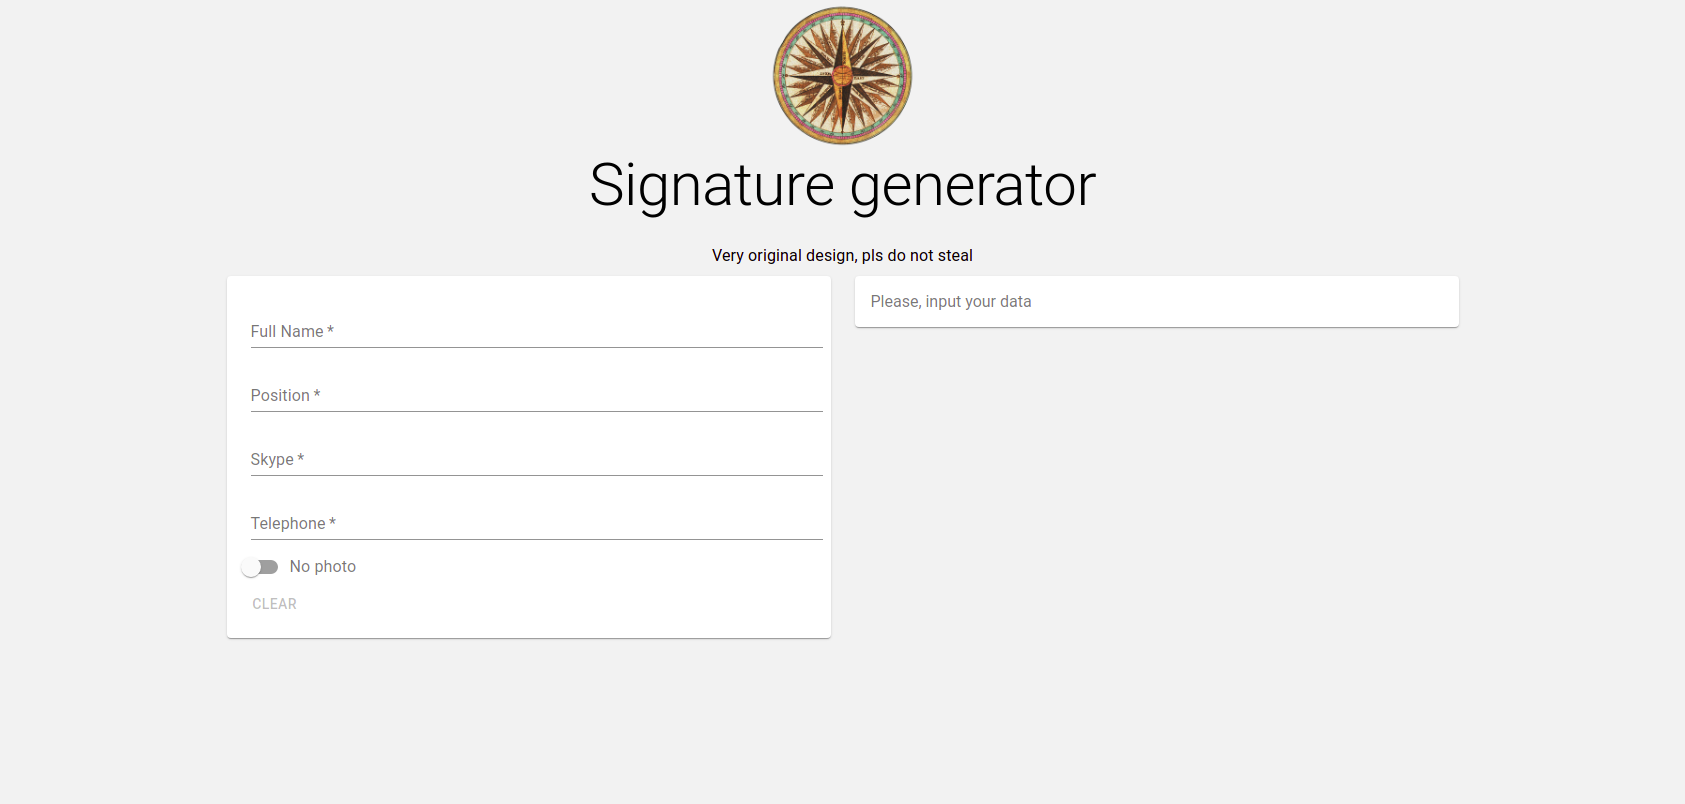 Signature generator
Very original design, pls do not steal
Full Name *
Position *
Skype *
Telephone *
No photo
CLEAR
Please, input your data